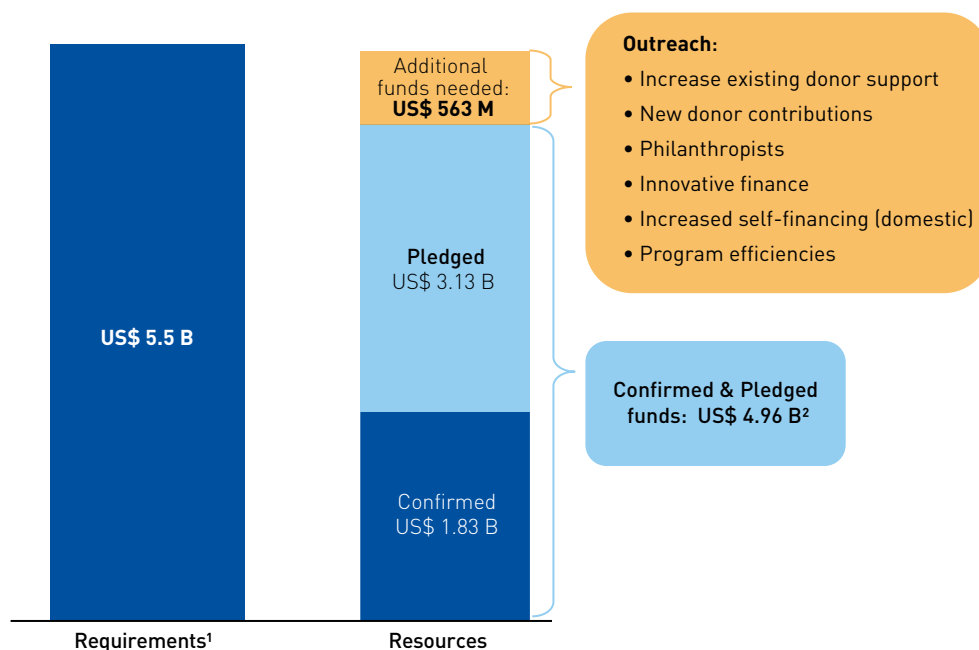 US$ 5.5 B
Requirements¹
Additional
funds needed:
US$ 563 M
Pledged
US$ 3.13 B
Confirmed
US$ 1.83 B
Resources
Outreach:
• Increase existing donor support
• New donor contributions
• Philanthropists
• Innovative finance
• Increased self-financing (domestic)
• Program efficiencies
Confirmed & Pledged
funds: US$ 4.96 B²